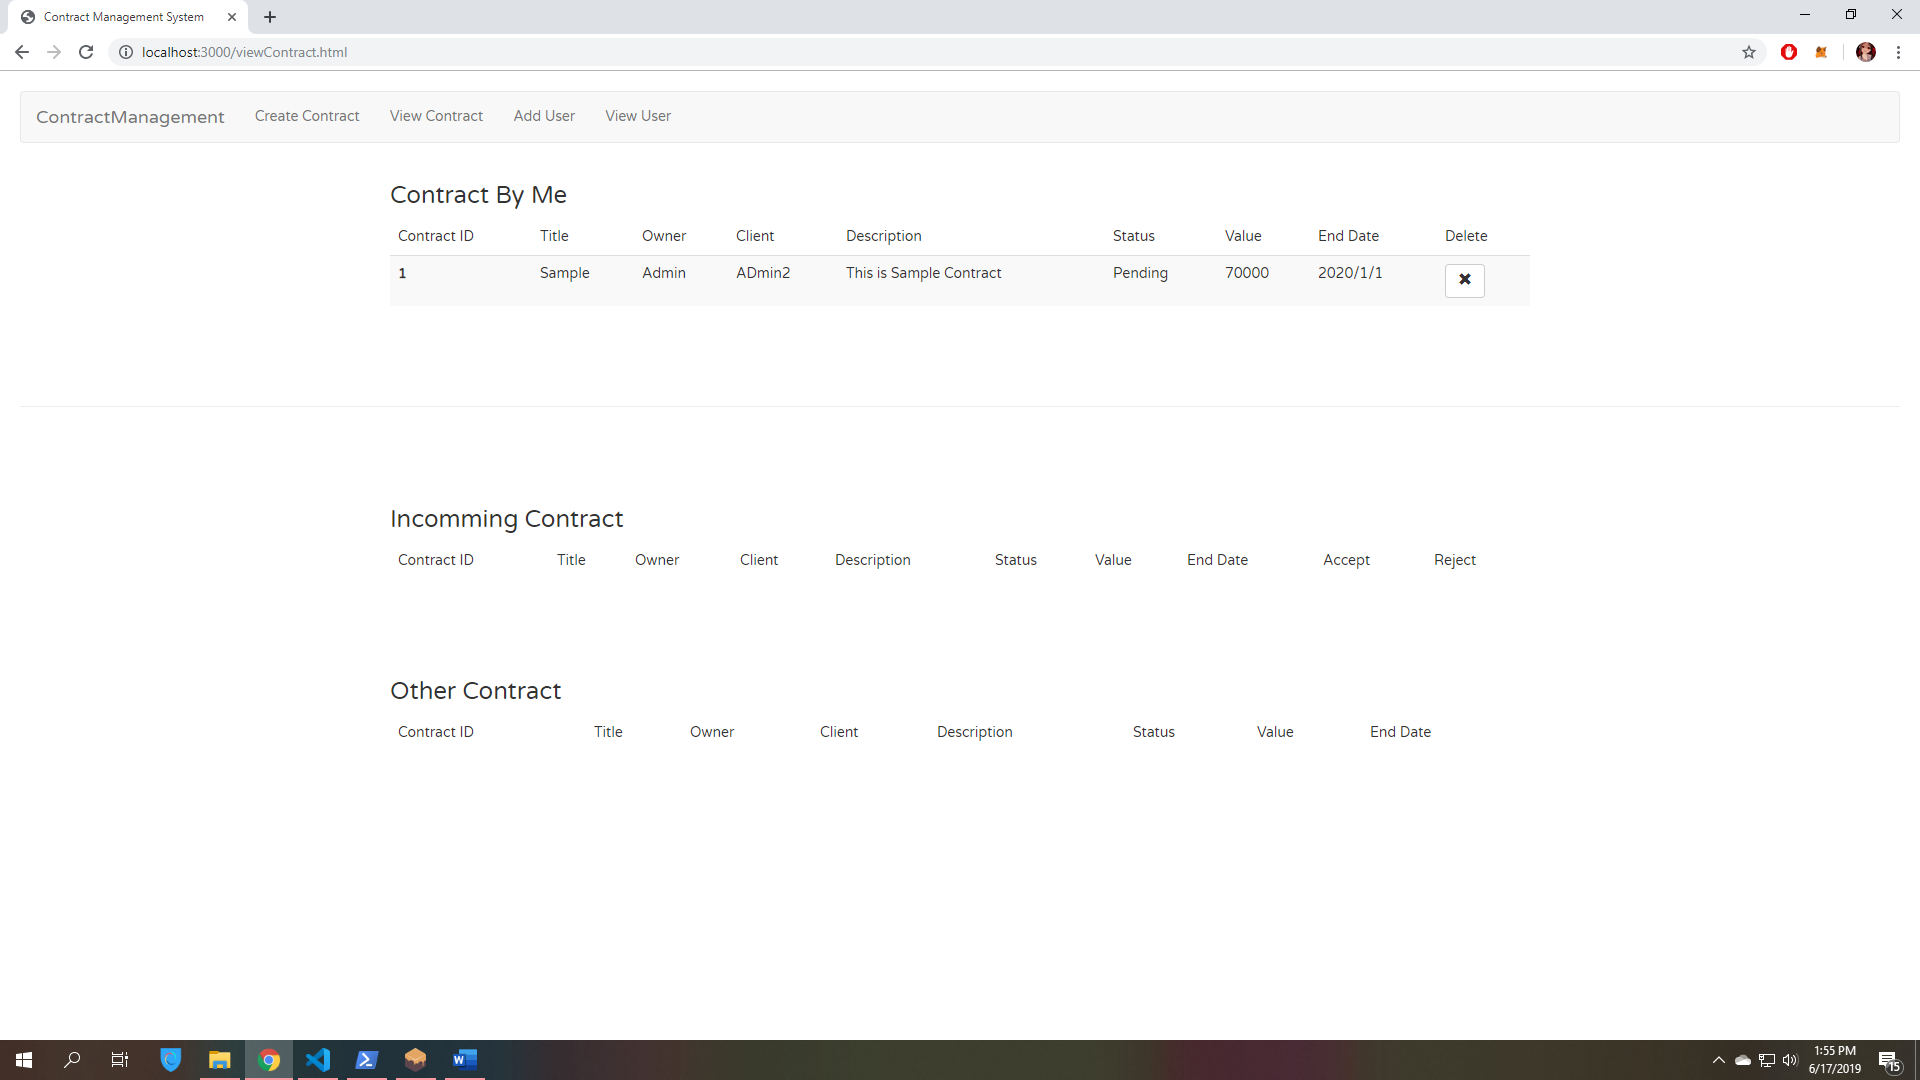 Contract Management System
localhost:3000/viewContract.html
ContractManagement Create Contract View Contract Add User View User
Contract By Me
Contract ID Title Owner Client Description Status Value End Date Delete
1 Sample Admin ADmin2 This is Sample Contract Pending 70000 2020/1/1
Incomming Contract
Contract ID Title Owner Client Description Status Value End Date Accept Reject
Other Contract
Contract ID Title Owner Client Description Status Value End Date
1:55 PM
6/17/2019
15